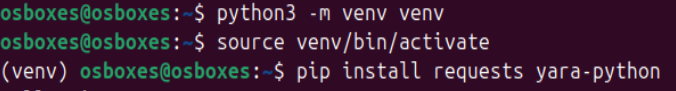 osboxes@osboxes:~$ python3 -m venv venv
osboxes@osboxes:~$ source venv/bin/activate
(venv) osboxes@osboxes:~$ pip install requests yara-python